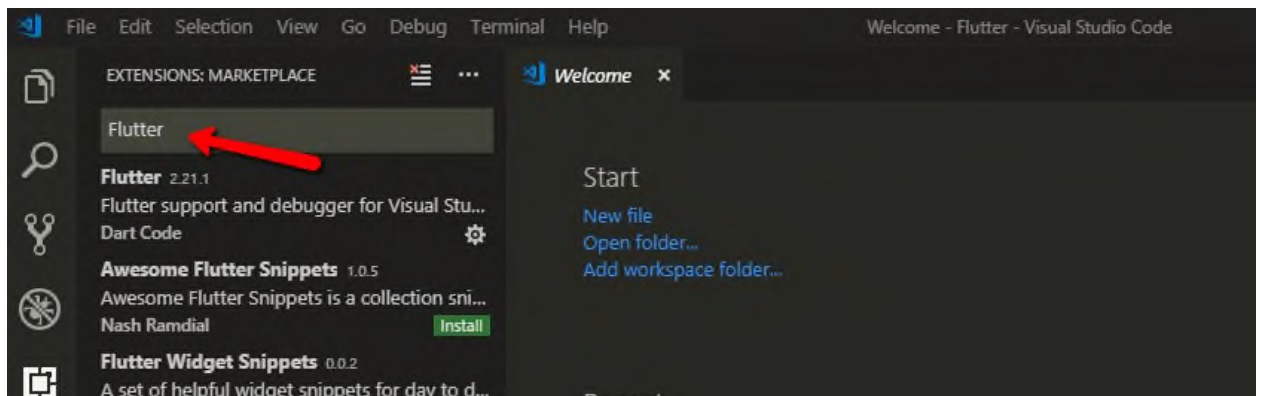 File Edit Selection View Go Debug Terminal Help
Welcome - Flutter - Visual Studio Code
EXTENSIONS: MARKETPLACE
Welcome
Flutter
Flutter 2.21.1
Flutter support and debugger for Visual Stu...
Dart Code
Awesome Flutter Snippets 1.0.5
Awesome Flutter Snippets is a collection sni...
Nash Ramdial Install
Flutter Widget Snippets 0.0.2
A set of helpful widget snippets for day to d...
Start
New file
Open folder...
Add workspace folder...